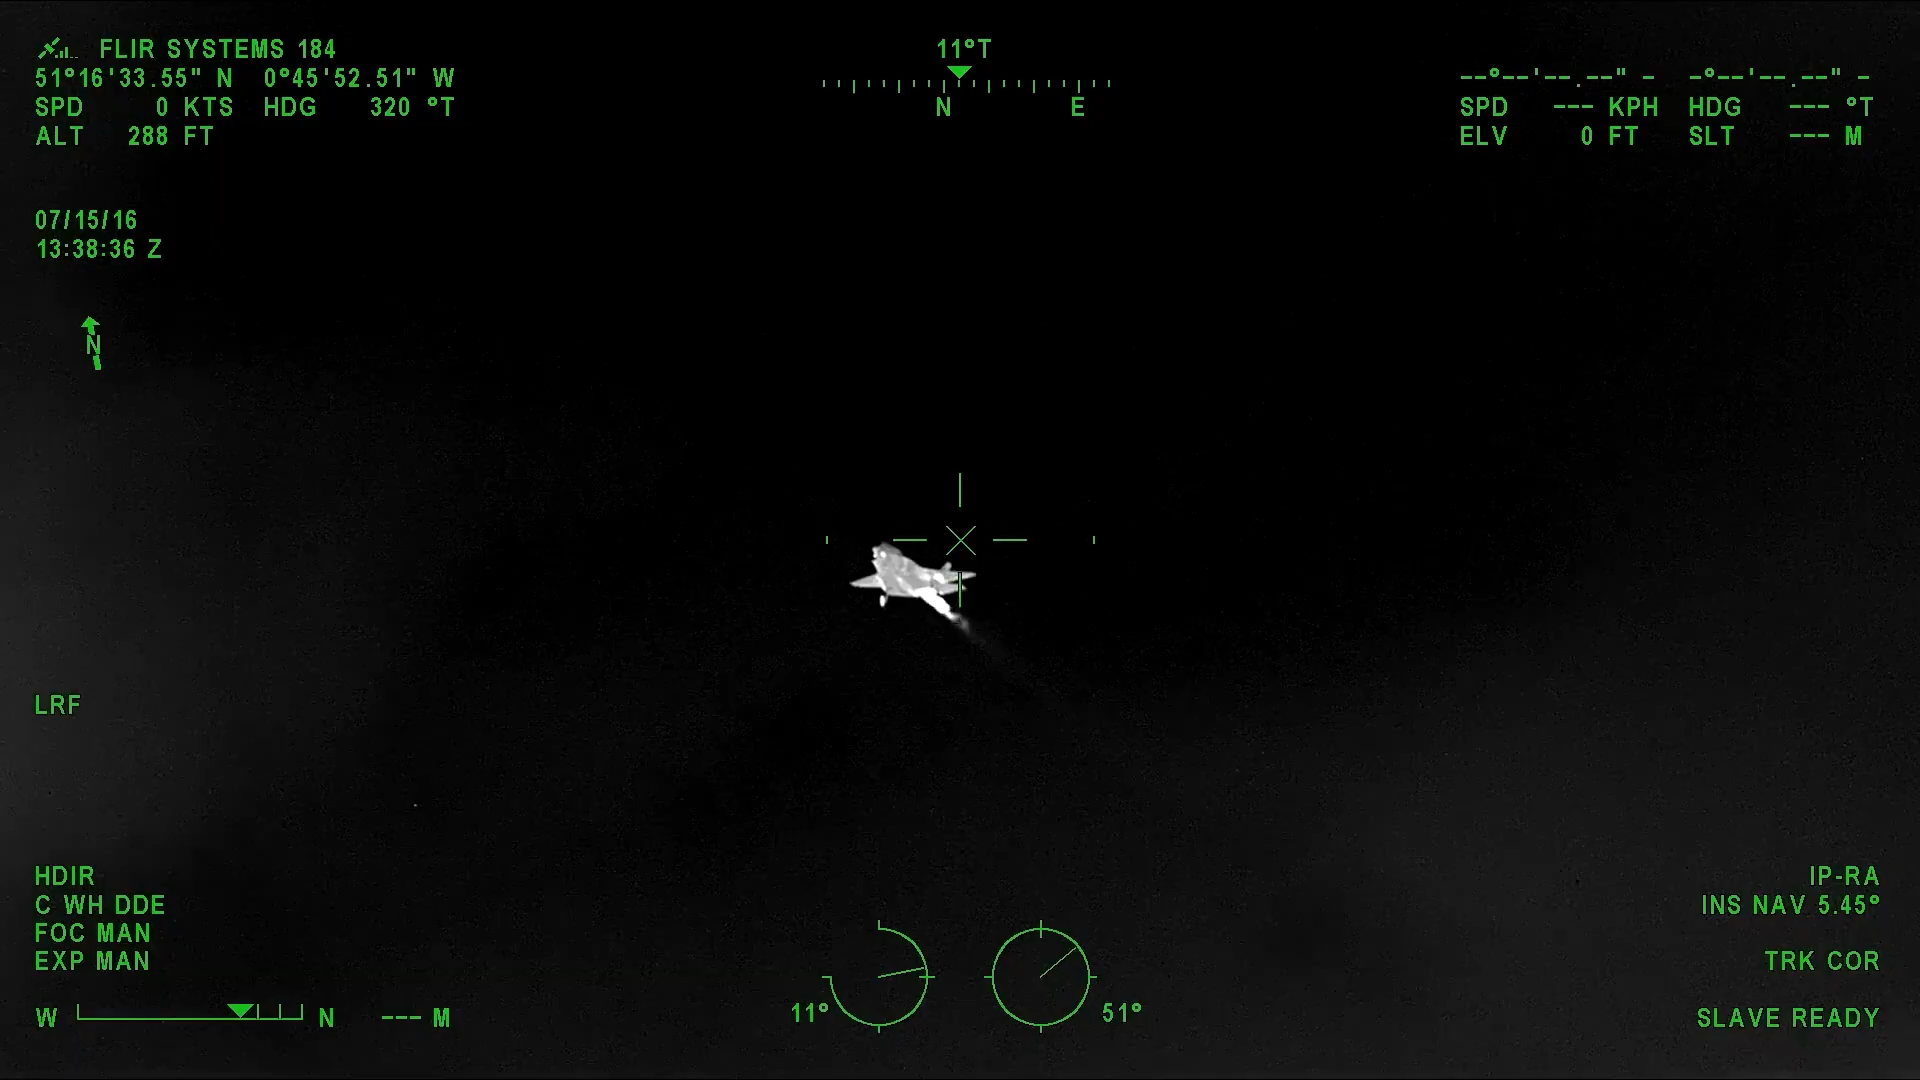 FLIR SYSTEMS 184
51°16'33.55" N 0°45'52.51" W
SPD 0 KTS HDG 320 °T
ALT 288 FT
07/15/16
13:38:36 Z
N
11°T
N E
--°--'--.--" - -°--'--.--" -
SPD --- KPH HDG --- °T
ELV 0 FT SLT --- M
LRF
HDIR
C WH DDE
FOC MAN
EXP MAN
W N --- M
11° 51°
IP-RA
INS NAV 5.45°
TRK COR
SLAVE READY